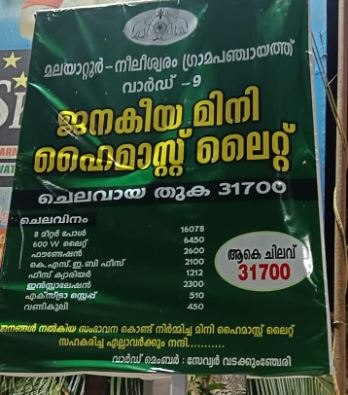 മലയാറ്റൂർ-നീലീശ്വരം ഗ്രാമപഞ്ചായത്ത്
വാർഡ് -9
ജനകീയ മിനി
ഹൈമാസ്റ്റ് ലൈറ്റ്
ചെലവായ തുക 31700
ചെലവിനം
8 മീറ്റർ പോൾ 16078
600 W ലൈറ്റ് 6450
ഫൗണ്ടേഷൻ 2600
കെ.എസ്.ഇ.ബി ഫീസ് 2100
ഫീസ് ക്യാരിയർ 1212
ഇൻസ്റ്റാലേഷൻ 2300
എക്സ്ട്രാ സ്റ്റെപ്പ് 510
വണ്ടികൂലി 450
ആകെ ചിലവ്
31700
ജനങ്ങൾ നൽകിയ സംഭാവന കൊണ്ട് നിർമ്മിച്ച മിനി ഹൈമാസ്റ്റ് ലൈറ്റ്
സഹകരിച്ച എല്ലാവർക്കും നന്ദി...........
വാർഡ് മെംബർ : സേവ്യർ വടക്കുംഞ്ചേരി